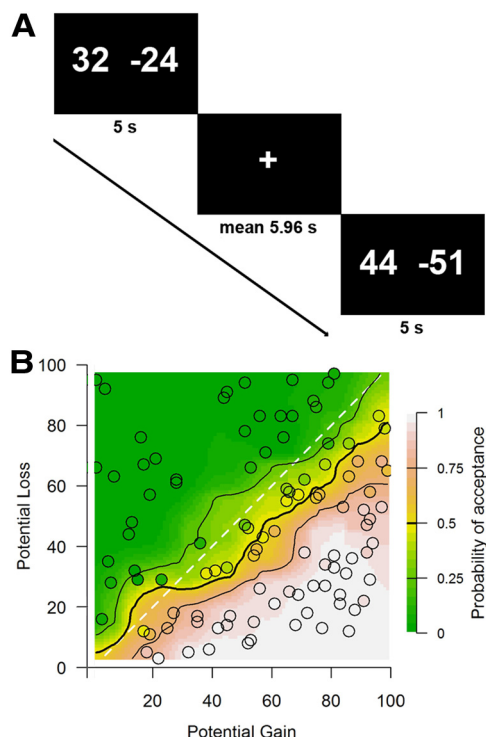 A
32 -24
5 s
+
mean 5.96 s
44 -51
5 s
B
100
80
60
40
20
0
Potential Loss
20 40 60 80 100
Potential Gain
1
0.75
0.5
0.25
0
Probability of acceptance